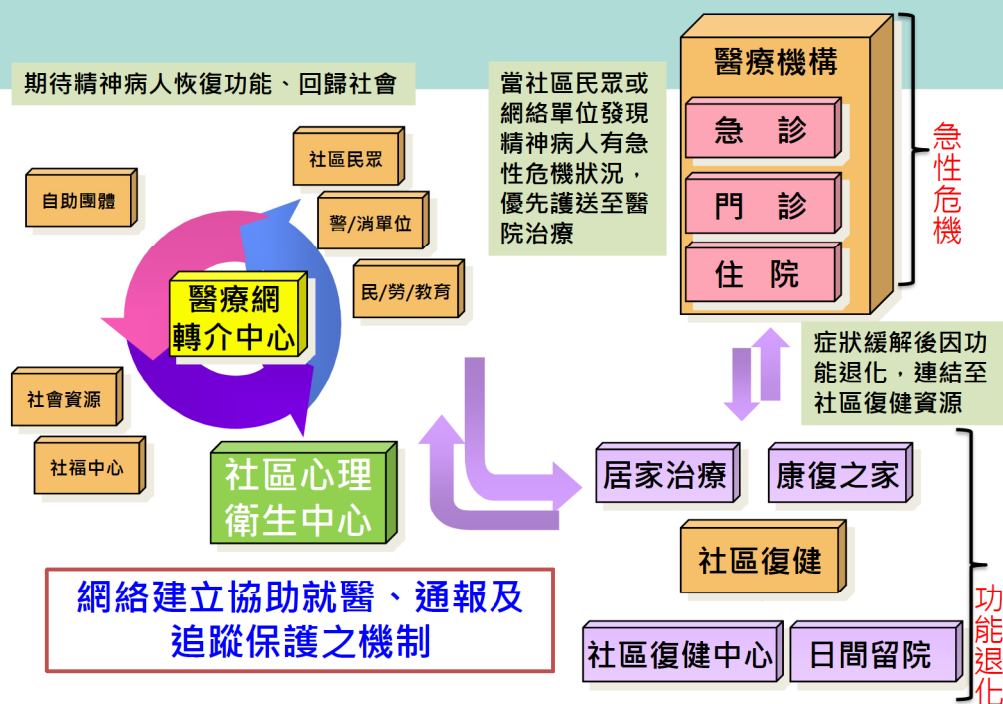 期待精神病人恢復功能、回歸社會
社區民眾
自助團體
警/消單位
民/勞/教育
醫療網
轉介中心
社會資源
社福中心
社區心理
衛生中心
網絡建立協助就醫、通報及
追蹤保護之機制
當社區民眾或
網絡單位發現
精神病人有急
性危機狀況，
優先護送至醫
院治療
醫療機構
急 診
門 診
住 院
急性危機
症狀緩解後因功
能退化，連結至
社區復健資源
居家治療
康復之家
社區復健
社區復健中心
日間留院
功能退化